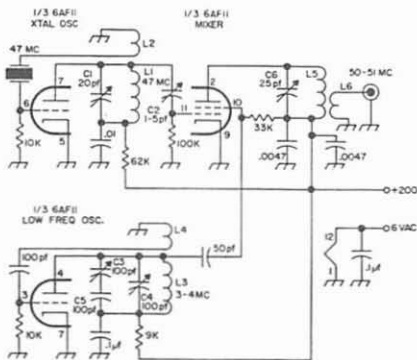 1/3 6AF11
XTAL OSC
1/3 6AF11
MIXER
L2
47 MC
7
C1
20pf
L1
47MC
C2
1-5pf
2
11
10
C6
25pf
L5
L6
50-51 MC
6
5
9
10K
.01
62K
100K
33K
.0047
.0047
+200
1/3 6AF11
LOW FREQ OSC.
L4
50pf
6 VAC
100pf
4
C3
100pf
L3
3-4MC
12
.1µf
3
C5
100pf
C4
100pf
1
10K
7
.1µf
9K